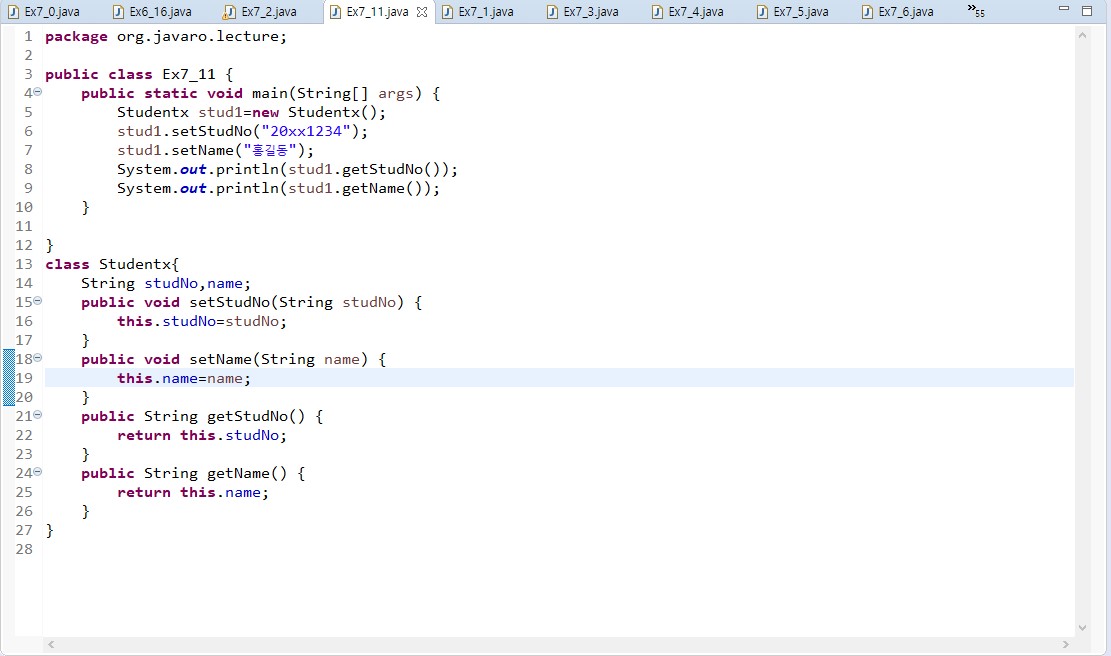 Ex7_0.java Ex6_16.java Ex7_2.java Ex7_11.java Ex7_1.java Ex7_3.java Ex7_4.java Ex7_5.java Ex7_6.java »55
1 package org.javaro.lecture;
2
3 public class Ex7_11 {
4 public static void main(String[] args) {
5 Studentx stud1=new Studentx();
6 stud1.setStudNo("20xx1234");
7 stud1.setName("홍길동");
8 System.out.println(stud1.getStudNo());
9 System.out.println(stud1.getName());
10 }
11
12 }
13 class Studentx{
14 String studNo,name;
15 public void setStudNo(String studNo) {
16 this.studNo=studNo;
17 }
18 public void setName(String name) {
19 this.name=name;
20 }
21 public String getStudNo() {
22 return this.studNo;
23 }
24 public String getName() {
25 return this.name;
26 }
27 }
28